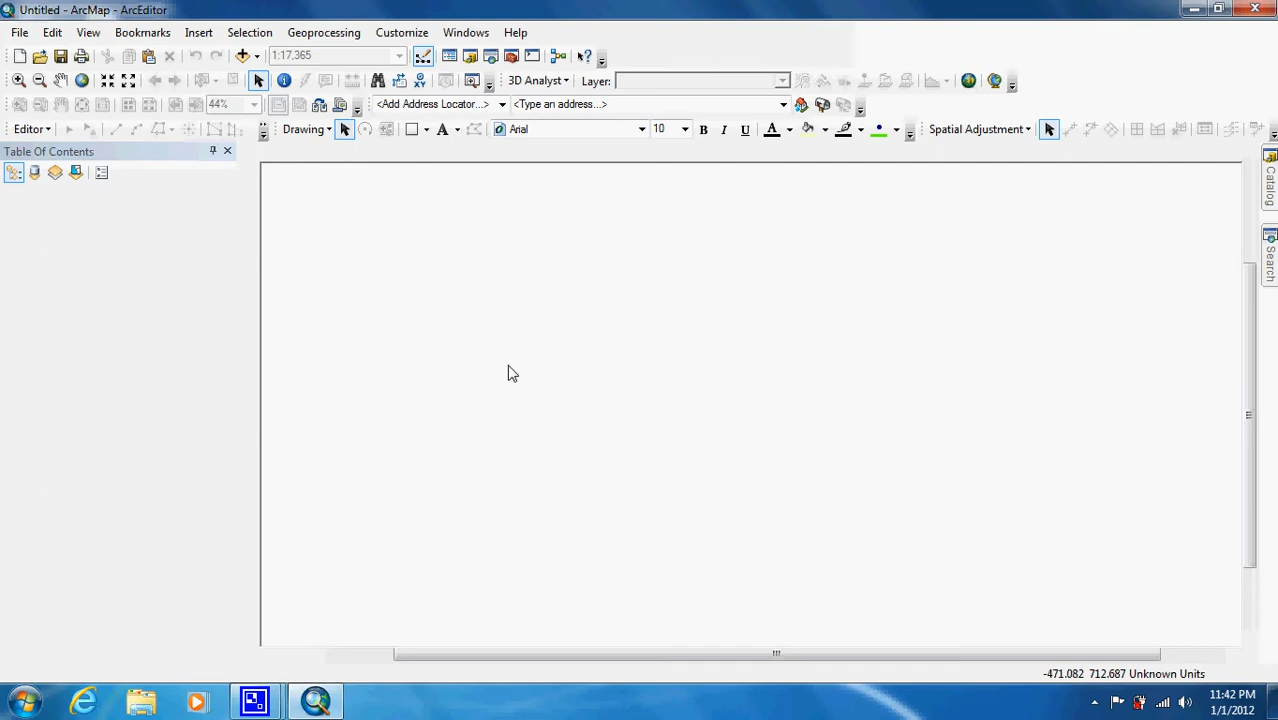 Untitled - ArcMap - ArcEditor
File Edit View Bookmarks Insert Selection Geoprocessing Customize Windows Help
1:17,365
3D Analyst Layer:
44% <Add Address Locator...> <Type an address...>
Editor Drawing A Arial 10 B I U A Spatial Adjustment
Table Of Contents
Catalog
Search
-471.082 712.687 Unknown Units
11:42 PM
1/1/2012